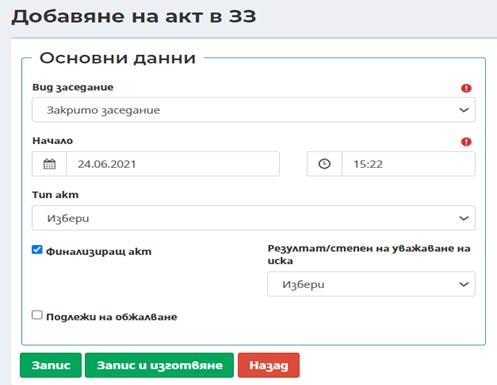 Добавяне на акт в ЗЗ
Основни данни
Вид заседание
Закрито заседание
Начало
24.06.2021 15:22
Тип акт
Избери
Финализиращ акт
Резултат/степен на уважаване на
иска
Избери
Подлежи на обжалване
Запис Запис и изготвяне Назад